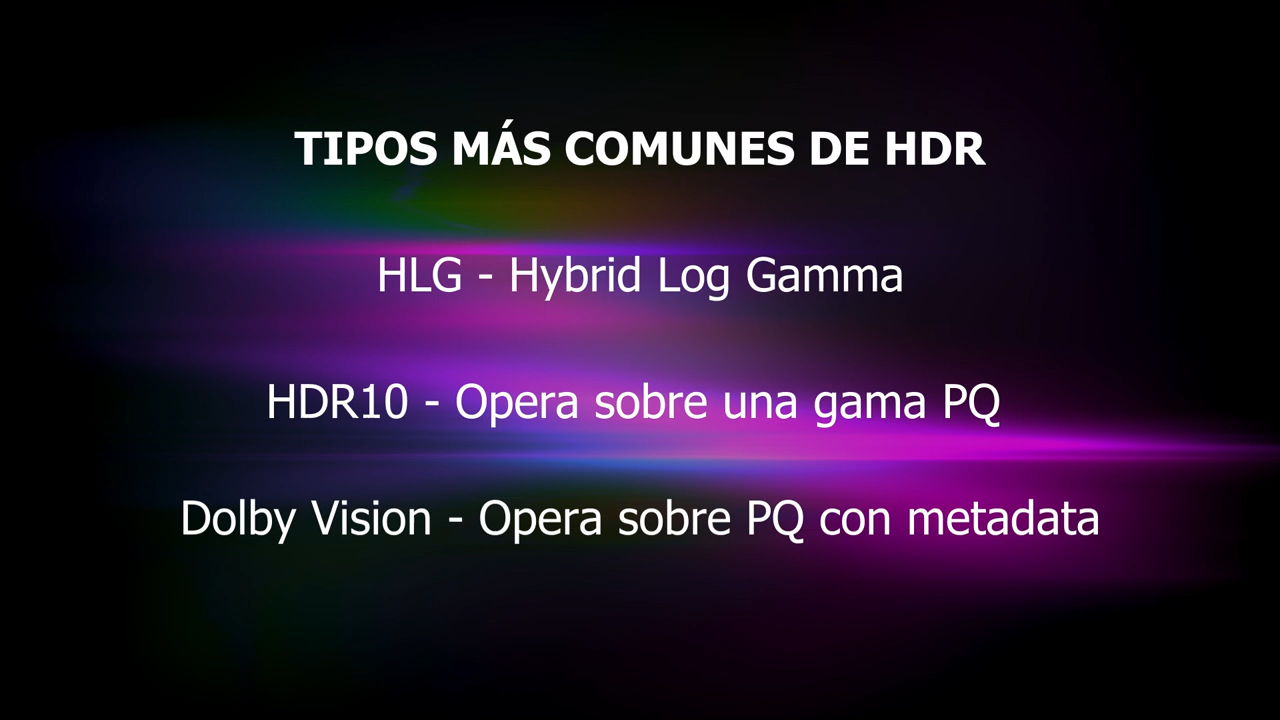 TIPOS MÁS COMUNES DE HDR
HLG - Hybrid Log Gamma
HDR10 - Opera sobre una gama PQ
Dolby Vision - Opera sobre PQ con metadata